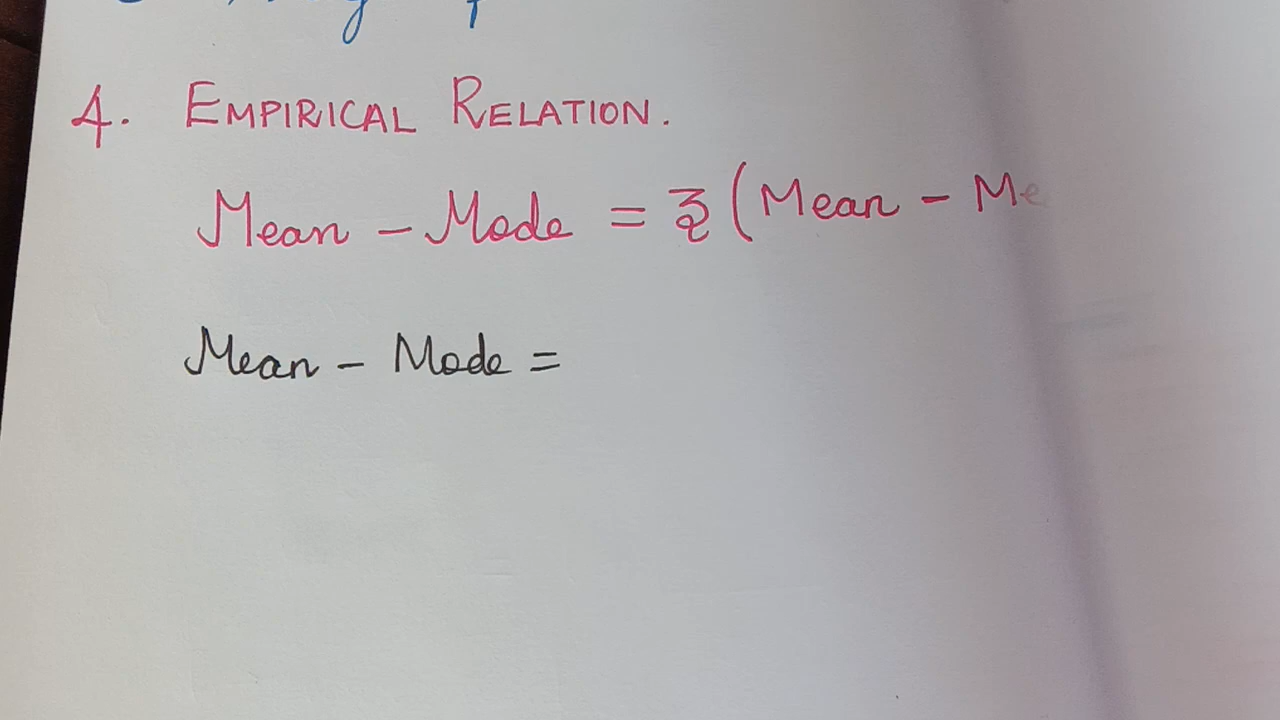 4. EMPIRICAL RELATION.
Mean - Mode = 3 (Mean - Me
Mean - Mode =